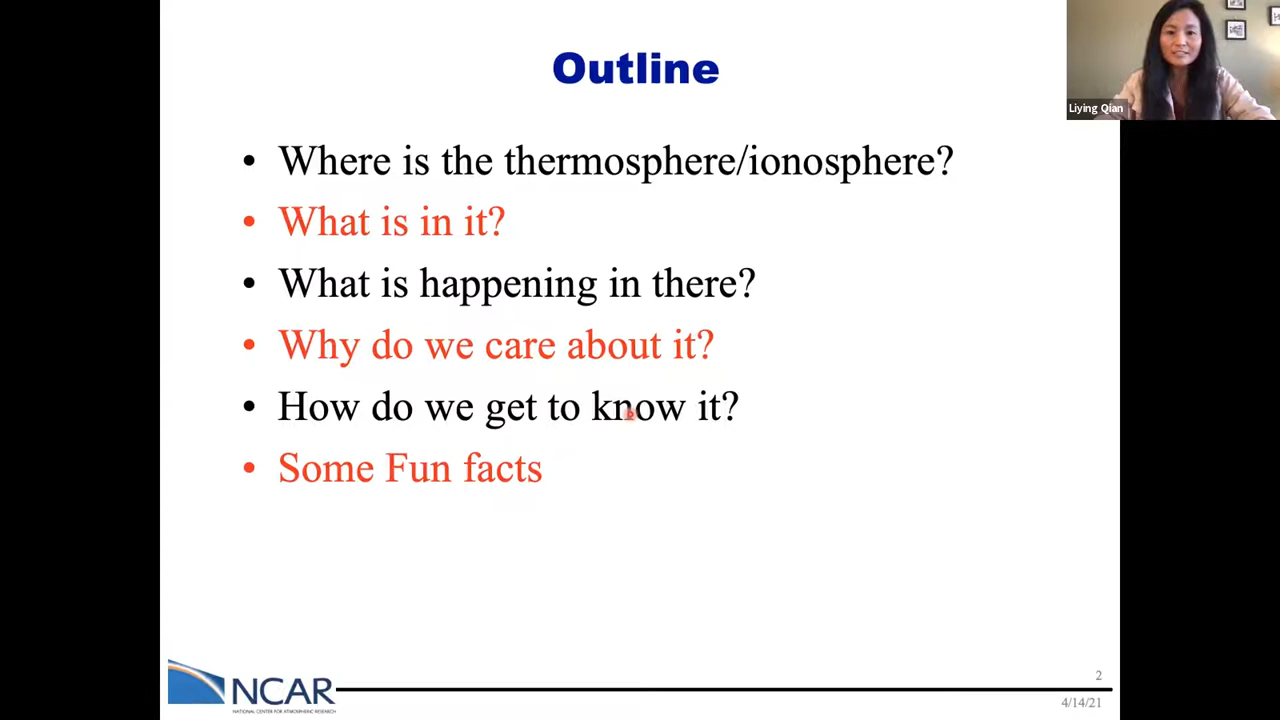 Outline
Liying Qian
• Where is the thermosphere/ionosphere?
• What is in it?
• What is happening in there?
• Why do we care about it?
• How do we get to know it?
• Some Fun facts
2
NCAR
NATIONAL CENTER FOR ATMOSPHERIC RESEARCH
4/14/21